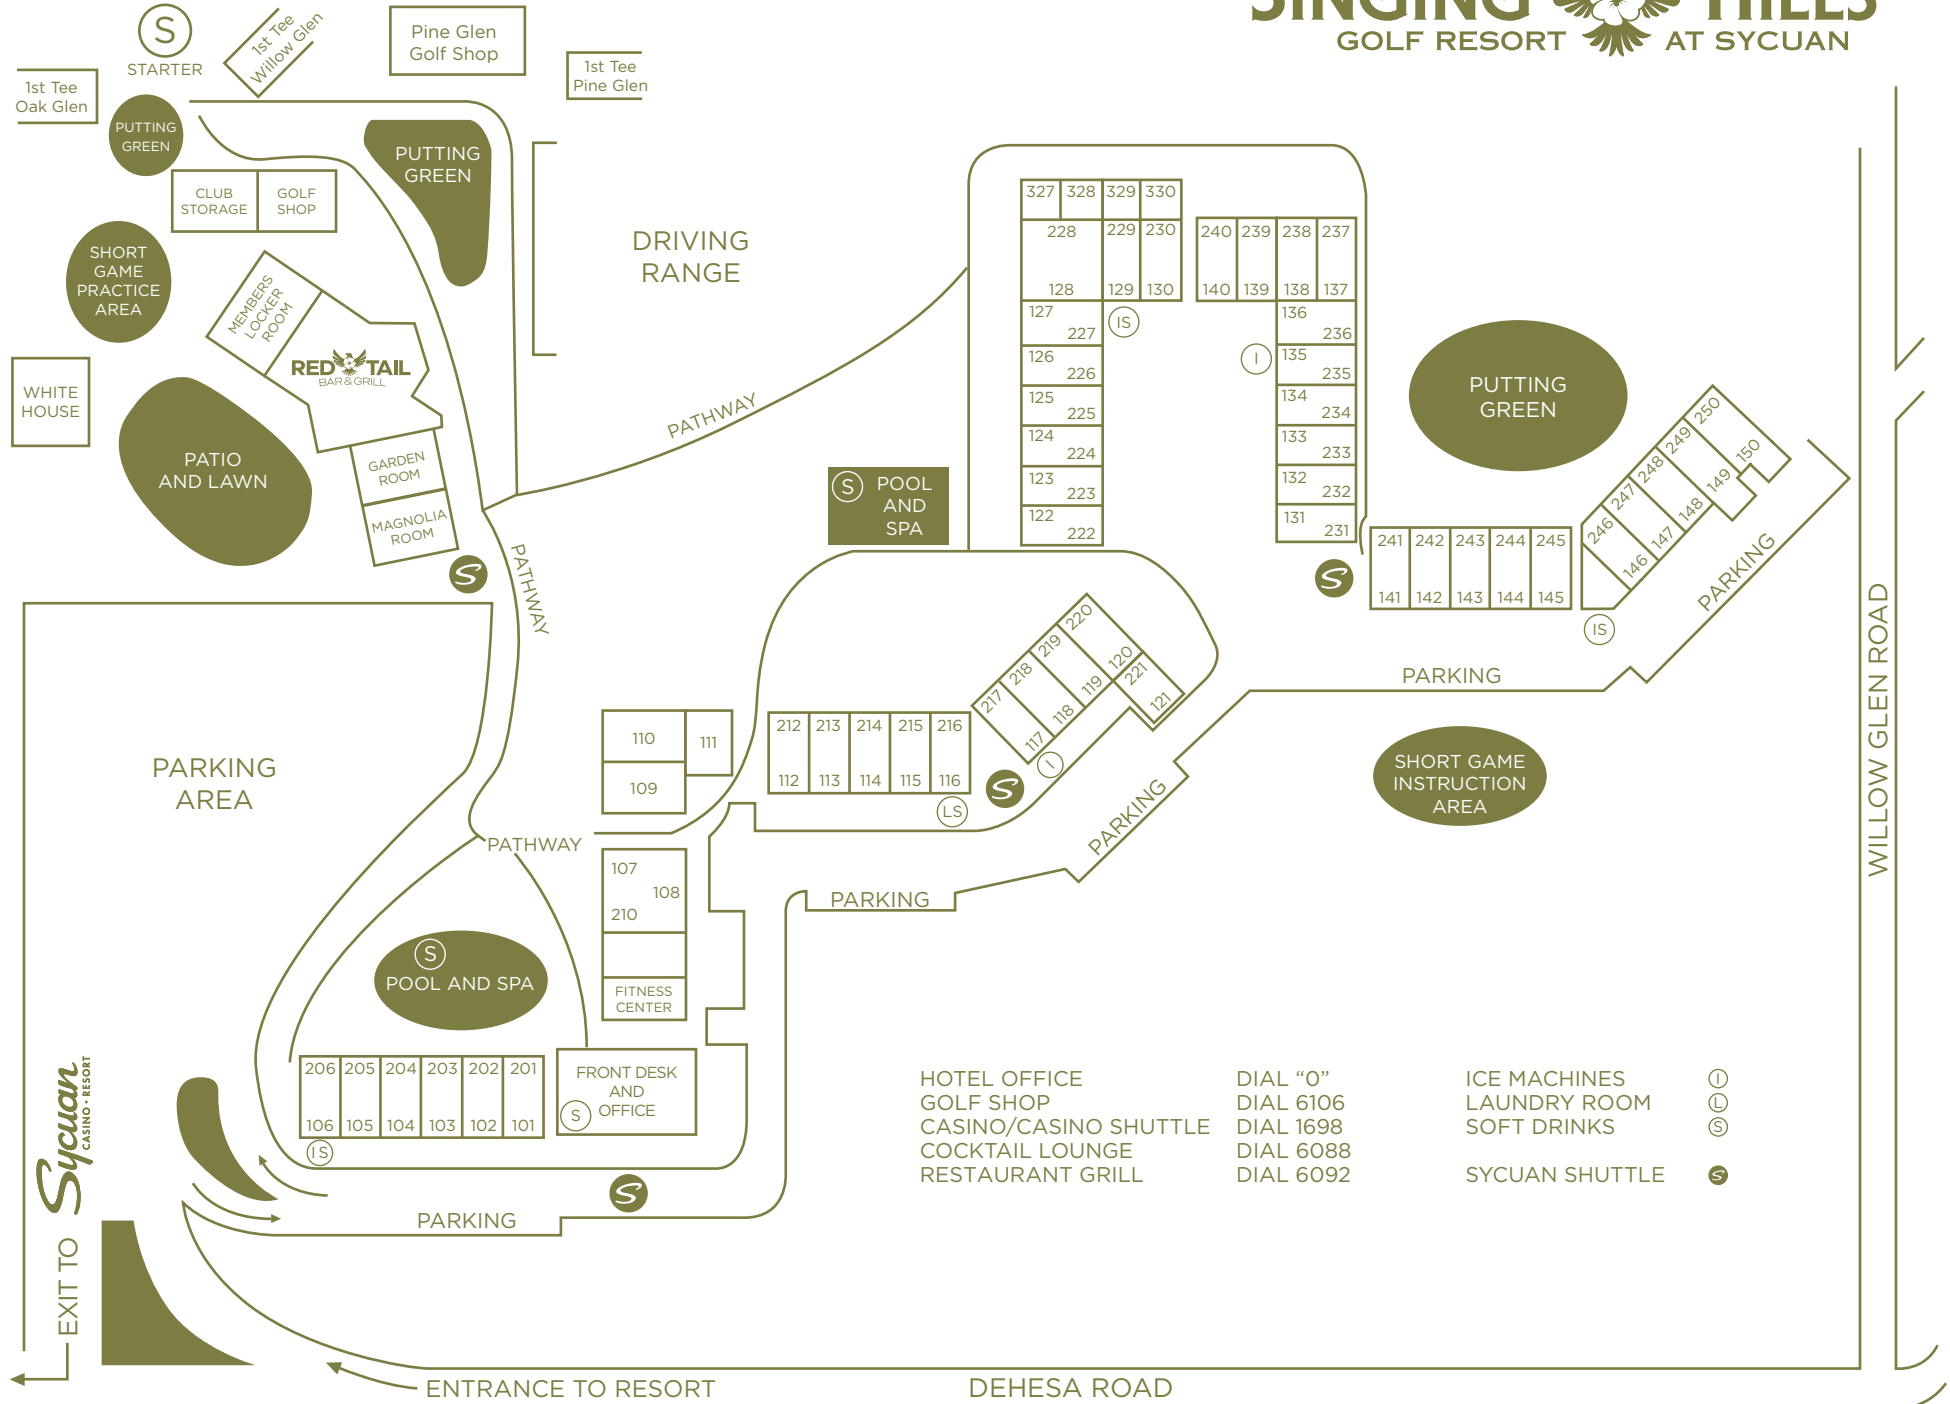 SINGING HILLS
GOLF RESORT AT SYCUAN
S
STARTER
1st Tee
Willow Glen
Pine Glen
Golf Shop
1st Tee
Pine Glen
1st Tee
Oak Glen
PUTTING
GREEN
PUTTING
GREEN
CLUB
STORAGE
GOLF
SHOP
SHORT
GAME
PRACTICE
AREA
MEMBERS
LOCKER
ROOM
RED TAIL
BAR & GRILL
WHITE
HOUSE
PATIO
AND LAWN
GARDEN
ROOM
MAGNOLIA
ROOM
S
DRIVING
RANGE
PATHWAY
PATHWAY
S
POOL
AND
SPA
327 328 329 330
228 229 230
128 129 130
IS
127
227
126
226
125
225
124
224
123
223
122
222
240 239 238 237
140 139 138 137
I
136
236
135
235
134
234
133
233
132
232
131
231
PUTTING
GREEN
S
241 242 243 244 245
141 142 143 144 145
246 247 248 249 250
146 147 148 149 150
IS
PARKING
PARKING
WILLOW GLEN ROAD
SHORT GAME
INSTRUCTION
AREA
217 218 219 220
117 118 119 120
221
121
I
212 213 214 215 216
112 113 114 115 116
LS
S
PARKING
PARKING
PARKING
AREA
110
111
109
PATHWAY
107
108
210
FITNESS
CENTER
S
POOL AND SPA
206 205 204 203 202 201
106 105 104 103 102 101
IS
FRONT DESK
AND
OFFICE
S
S
PARKING
Sycuan
CASINO • RESORT
EXIT TO
HOTEL OFFICE DIAL “0”
GOLF SHOP DIAL 6106
CASINO/CASINO SHUTTLE DIAL 1698
COCKTAIL LOUNGE DIAL 6088
RESTAURANT GRILL DIAL 6092
ICE MACHINES I
LAUNDRY ROOM L
SOFT DRINKS S
SYCUAN SHUTTLE S
ENTRANCE TO RESORT
DEHESA ROAD